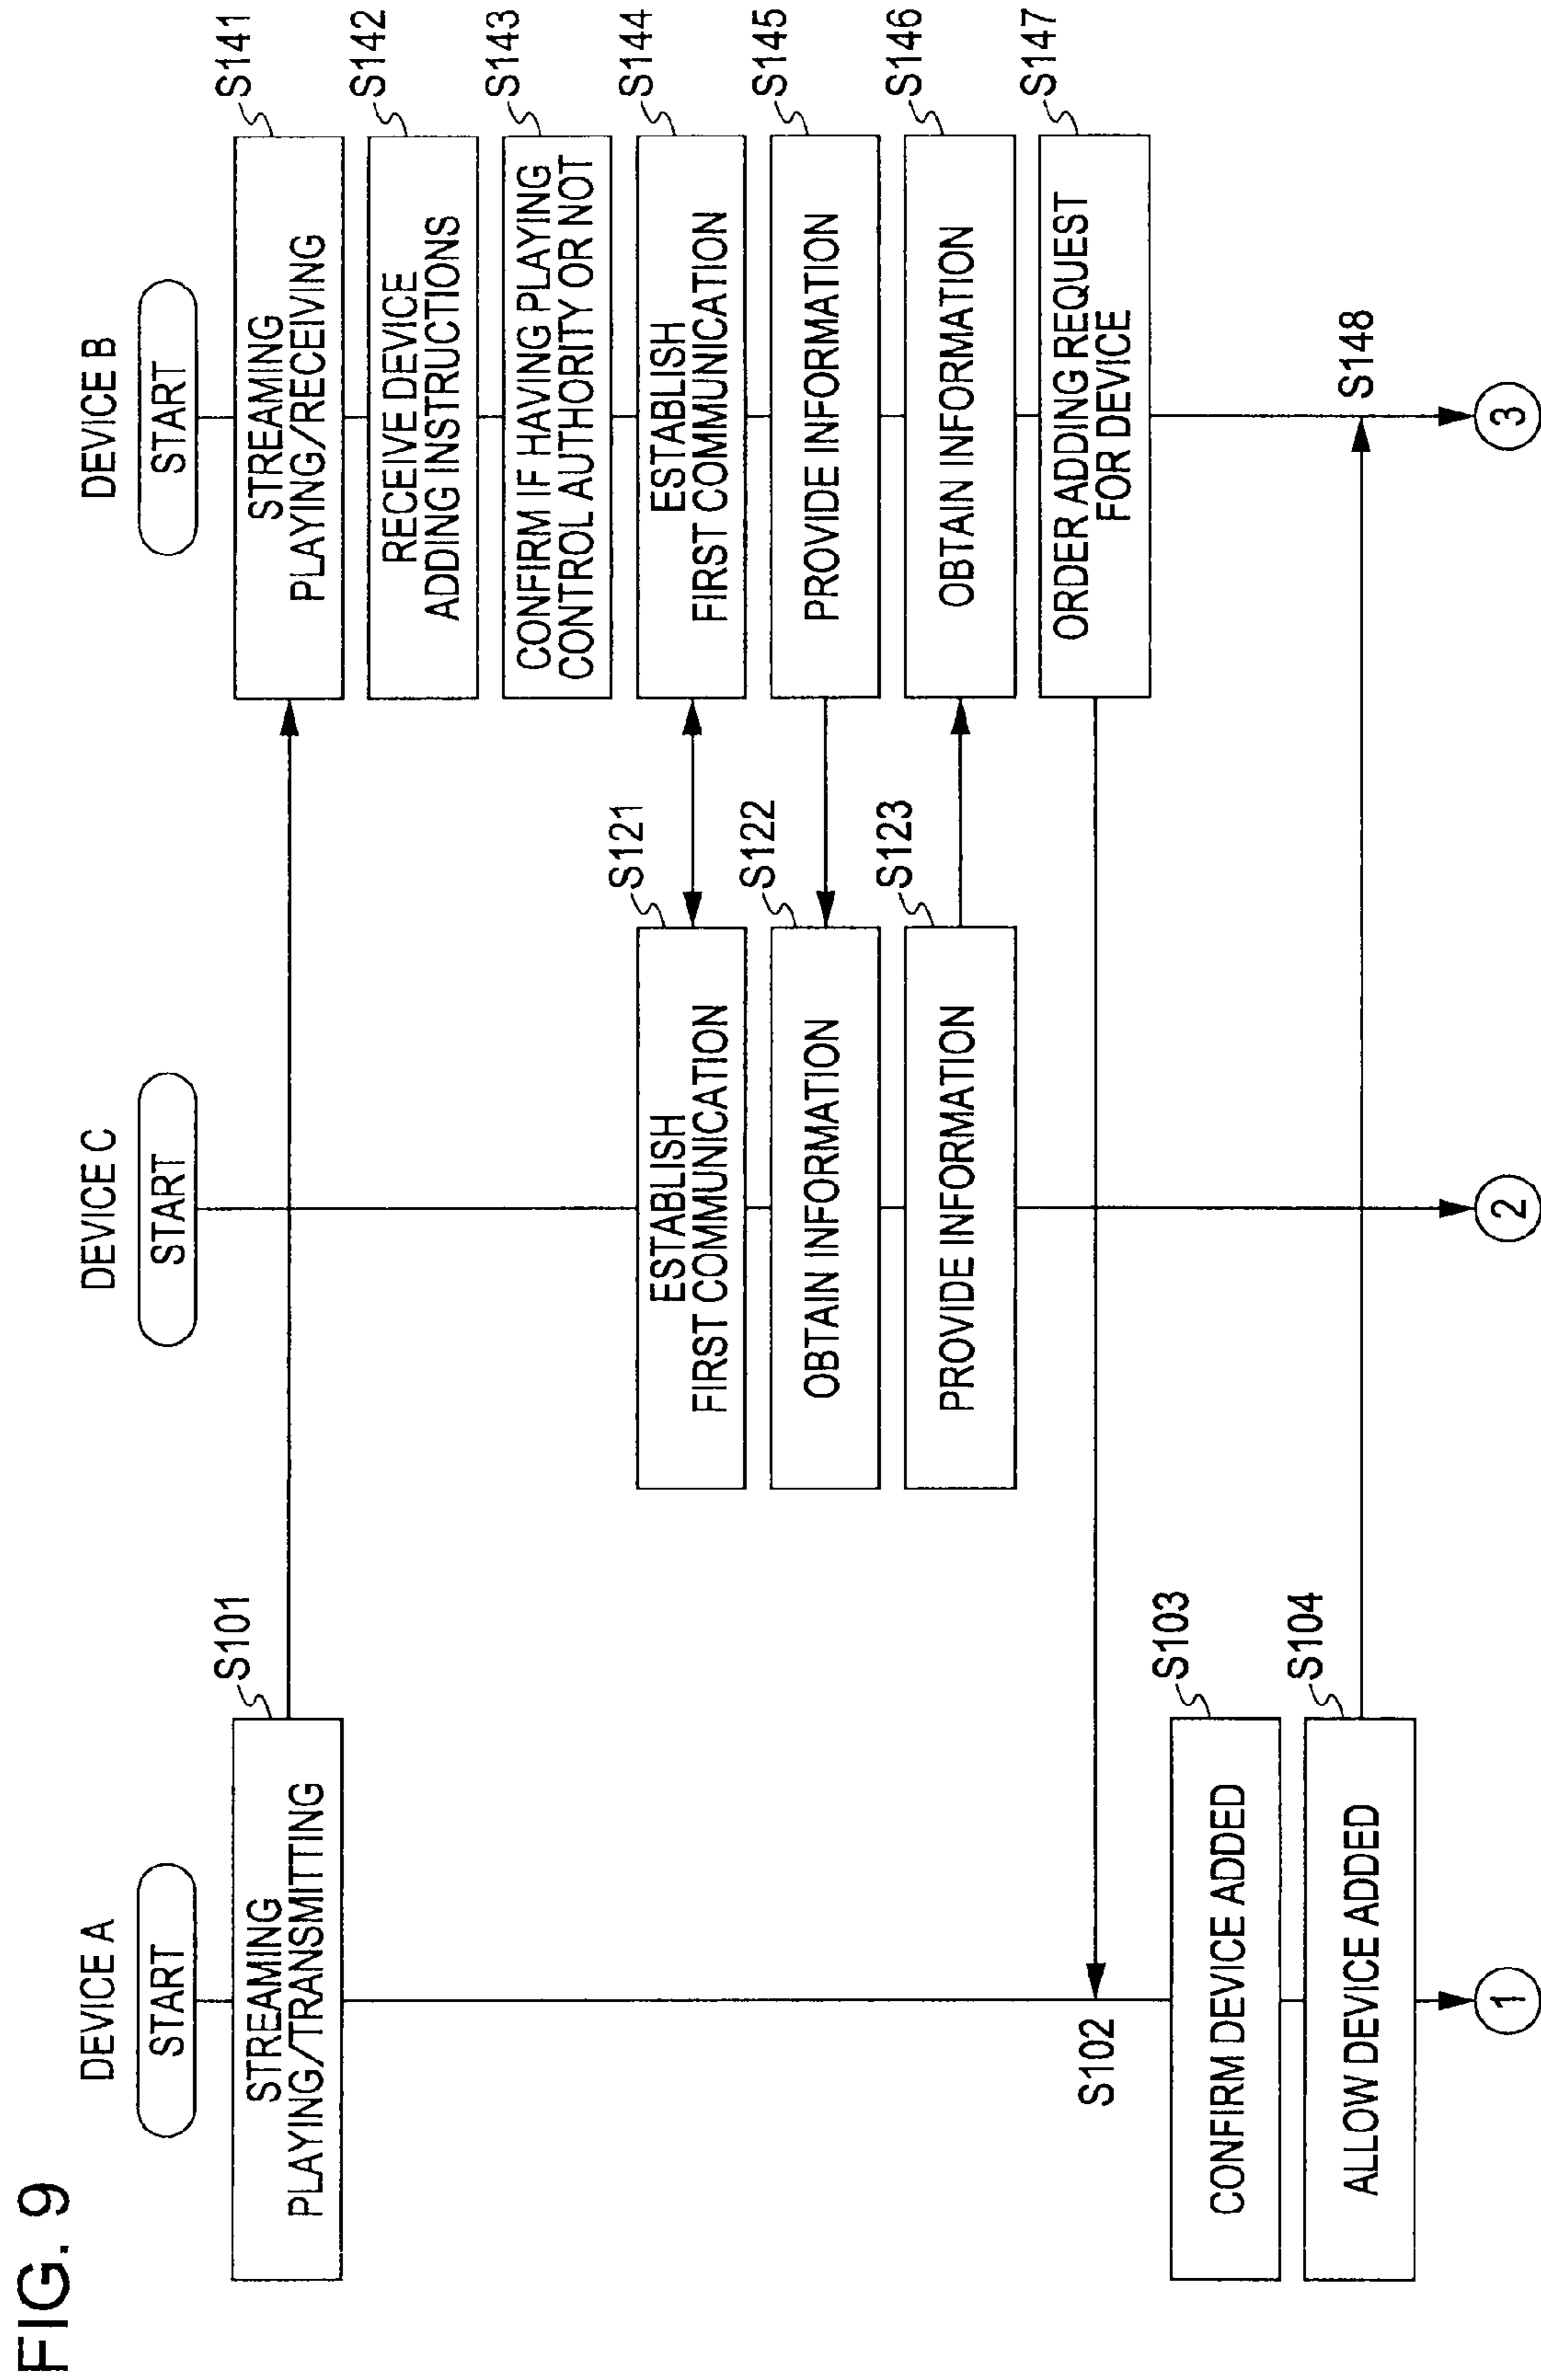 FIG. 9
DEVICE A
START
STREAMING
PLAYING/TRANSMITTING
S101
S102
CONFIRM DEVICE ADDED
S103
ALLOW DEVICE ADDED
S104
1
DEVICE C
START
ESTABLISH
FIRST COMMUNICATION
S121
OBTAIN INFORMATION
S122
PROVIDE INFORMATION
S123
2
DEVICE B
START
STREAMING
PLAYING/RECEIVING
S141
RECEIVE DEVICE
ADDING INSTRUCTIONS
S142
CONFIRM IF HAVING PLAYING
CONTROL AUTHORITY OR NOT
S143
ESTABLISH
FIRST COMMUNICATION
S144
PROVIDE INFORMATION
S145
OBTAIN INFORMATION
S146
ORDER ADDING REQUEST
FOR DEVICE
S147
S148
3